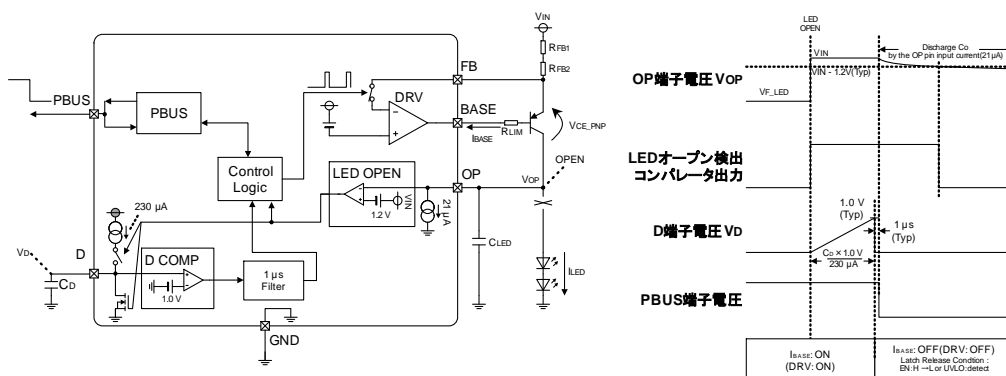 VIN
RFB1
RFB2
FB
DRV
BASE
IBASE
RLIM
VCE_PNP
PBUS
PBUS
Control
Logic
LED OPEN
VIN
1.2 V
21 µA
OP
VOP
OPEN
CLED
ILED
230 µA
VD
D
CD
D COMP
1.0 V
1 µs
Filter
GND
LED
OPEN
VIN
Discharge Co
by the OP pin input current(21µA)
OP端子電圧 VOP
VIN - 1.2V(Typ)
VF_LED
LEDオープン検出
コンパレータ出力
1.0 V
(Typ)
1 µs
(Typ)
D端子電圧 VD
CD × 1.0 V
230 µA
PBUS端子電圧
IBASE: ON
(DRV: ON)
IBASE: OFF(DRV: OFF)
Latch Release Condition :
EN:H →L or UVLO:detect